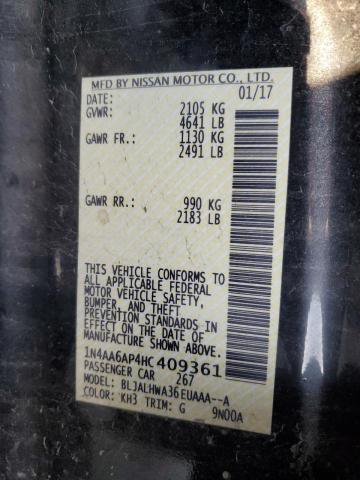 MFD BY NISSAN MOTOR CO., LTD.
DATE: 01/17
GVWR: 2105 KG
4641 LB
GAWR FR.: 1130 KG
2491 LB
GAWR RR.: 990 KG
2183 LB
THIS VEHICLE CONFORMS TO
ALL APPLICABLE FEDERAL
MOTOR VEHICLE SAFETY,
BUMPER, AND THEFT
PREVENTION STANDARDS IN
EFFECT ON THE DATE OF
MANUFACTURE SHOWN ABOVE.
1N4AA6AP4HC409361
PASSENGER CAR 267
MODEL: BLJALHWA36EUAAA--A
COLOR: KH3 TRIM: G 9N00A